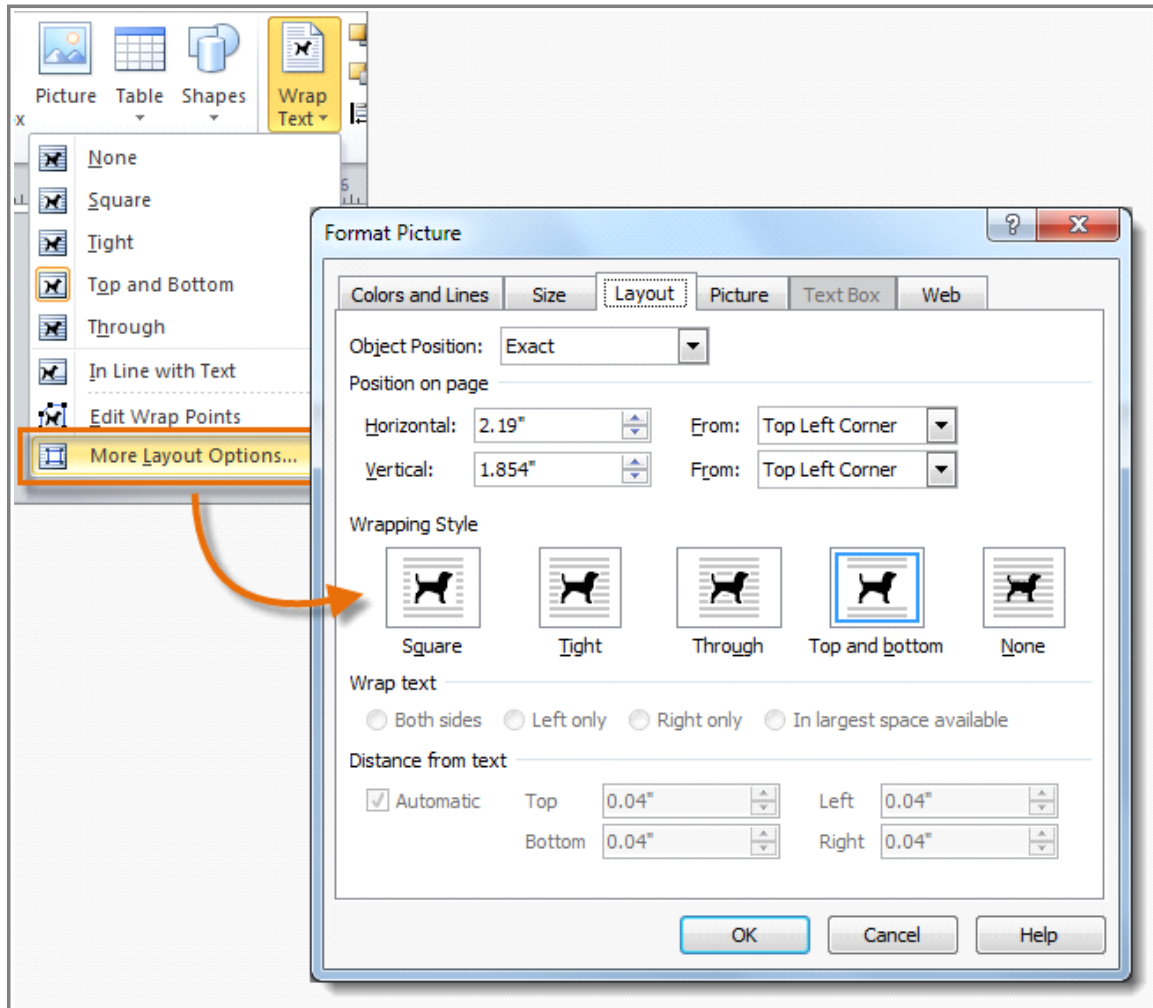 Picture Table Shapes Wrap Text
x
None
Square
6
Tight
Top and Bottom
Through
In Line with Text
Edit Wrap Points
More Layout Options...
Format Picture
?
Colors and Lines Size Layout Picture Text Box Web
Object Position: Exact
Position on page
Horizontal: 2.19" From: Top Left Corner
Vertical: 1.854" From: Top Left Corner
Wrapping Style
Square Tight Through Top and bottom None
Wrap text
Both sides Left only Right only In largest space available
Distance from text
Automatic Top 0.04" Left 0.04"
Bottom 0.04" Right 0.04"
OK Cancel Help